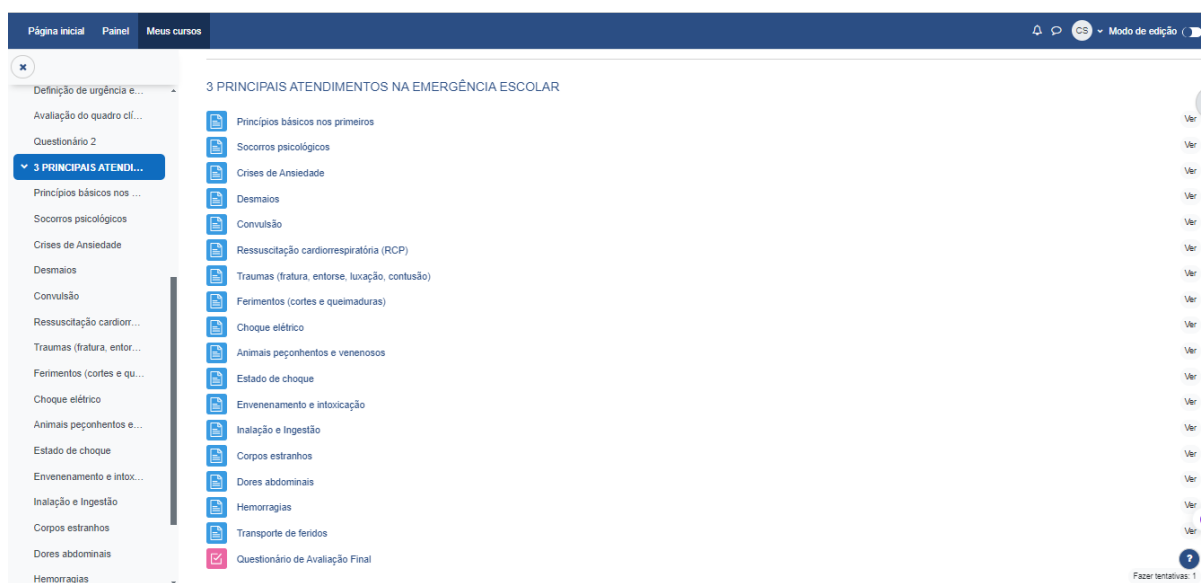 Página inicial Painel Meus cursos
CS Modo de edição
Definição de urgência e...
Avaliação do quadro clí...
Questionário 2
3 PRINCIPAIS ATENDI...
Princípios básicos nos ...
Socorros psicológicos
Crises de Ansiedade
Desmaios
Convulsão
Ressuscitação cardiorr...
Traumas (fratura, entor...
Ferimentos (cortes e qu...
Choque elétrico
Animais peçonhentos e...
Estado de choque
Envenenamento e intox...
Inalação e Ingestão
Corpos estranhos
Dores abdominais
Hemorragias
3 PRINCIPAIS ATENDIMENTOS NA EMERGÊNCIA ESCOLAR
Princípios básicos nos primeiros Ver
Socorros psicológicos Ver
Crises de Ansiedade Ver
Desmaios Ver
Convulsão Ver
Ressuscitação cardiorrespiratória (RCP) Ver
Traumas (fratura, entorse, luxação, contusão) Ver
Ferimentos (cortes e queimaduras) Ver
Choque elétrico Ver
Animais peçonhentos e venenosos Ver
Estado de choque Ver
Envenenamento e intoxicação Ver
Inalação e Ingestão Ver
Corpos estranhos Ver
Dores abdominais Ver
Hemorragias Ver
Transporte de feridos Ver
Questionário de Avaliação Final ?
Fazer tentativas: 1